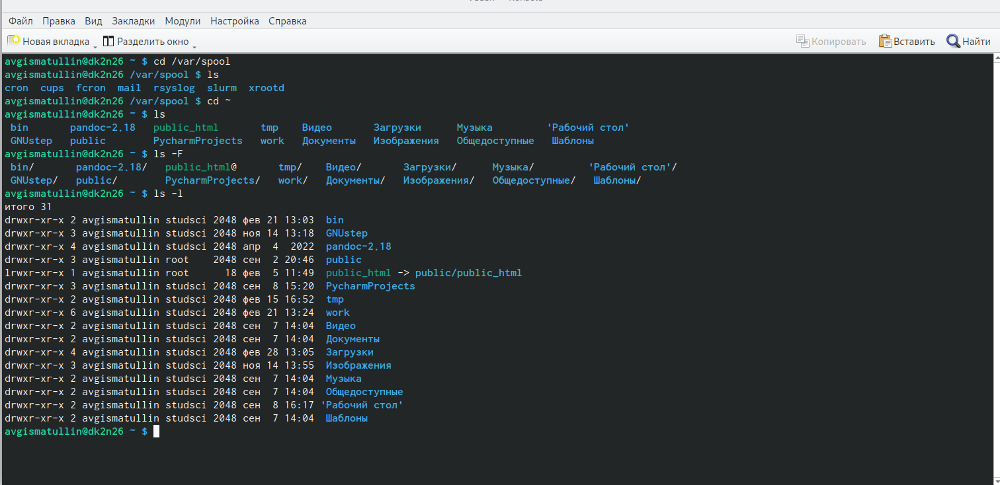 Файл Правка Вид Закладки Модули Настройка Справка
Новая вкладка Разделить окно Копировать Вставить Найти
avgismatullin@dk2n26 ~ $ cd /var/spool
avgismatullin@dk2n26 /var/spool $ ls
cron cups fcron mail rsyslog slurm xrootd
avgismatullin@dk2n26 /var/spool $ cd ~
avgismatullin@dk2n26 ~ $ ls
bin pandoc-2.18 public_html tmp Видео Загрузки Музыка 'Рабочий стол'
GNUstep public PycharmProjects work Документы Изображения Общедоступные Шаблоны
avgismatullin@dk2n26 ~ $ ls -F
bin/ pandoc-2.18/ public_html@ tmp/ Видео/ Загрузки/ Музыка/ 'Рабочий стол'/
GNUstep/ public/ PycharmProjects/ work/ Документы/ Изображения/ Общедоступные/ Шаблоны/
avgismatullin@dk2n26 ~ $ ls -l
итого 31
drwxr-xr-x 2 avgismatullin studsci 2048 фев 21 13:03 bin
drwxr-xr-x 3 avgismatullin studsci 2048 ноя 14 13:18 GNUstep
drwxr-xr-x 4 avgismatullin studsci 2048 апр 4 2022 pandoc-2.18
drwxr-xr-x 3 avgismatullin root 2048 сен 2 20:46 public
lrwxr-xr-x 1 avgismatullin root 18 фев 5 11:49 public_html -> public/public_html
drwxr-xr-x 3 avgismatullin studsci 2048 сен 8 15:20 PycharmProjects
drwxr-xr-x 2 avgismatullin studsci 2048 фев 15 16:52 tmp
drwxr-xr-x 6 avgismatullin studsci 2048 фев 21 13:24 work
drwxr-xr-x 2 avgismatullin studsci 2048 сен 7 14:04 Видео
drwxr-xr-x 2 avgismatullin studsci 2048 сен 7 14:04 Документы
drwxr-xr-x 4 avgismatullin studsci 2048 фев 28 13:05 Загрузки
drwxr-xr-x 3 avgismatullin studsci 2048 ноя 14 13:55 Изображения
drwxr-xr-x 2 avgismatullin studsci 2048 сен 7 14:04 Музыка
drwxr-xr-x 2 avgismatullin studsci 2048 сен 7 14:04 Общедоступные
drwxr-xr-x 2 avgismatullin studsci 2048 сен 8 16:17 'Рабочий стол'
drwxr-xr-x 2 avgismatullin studsci 2048 сен 7 14:04 Шаблоны
avgismatullin@dk2n26 ~ $